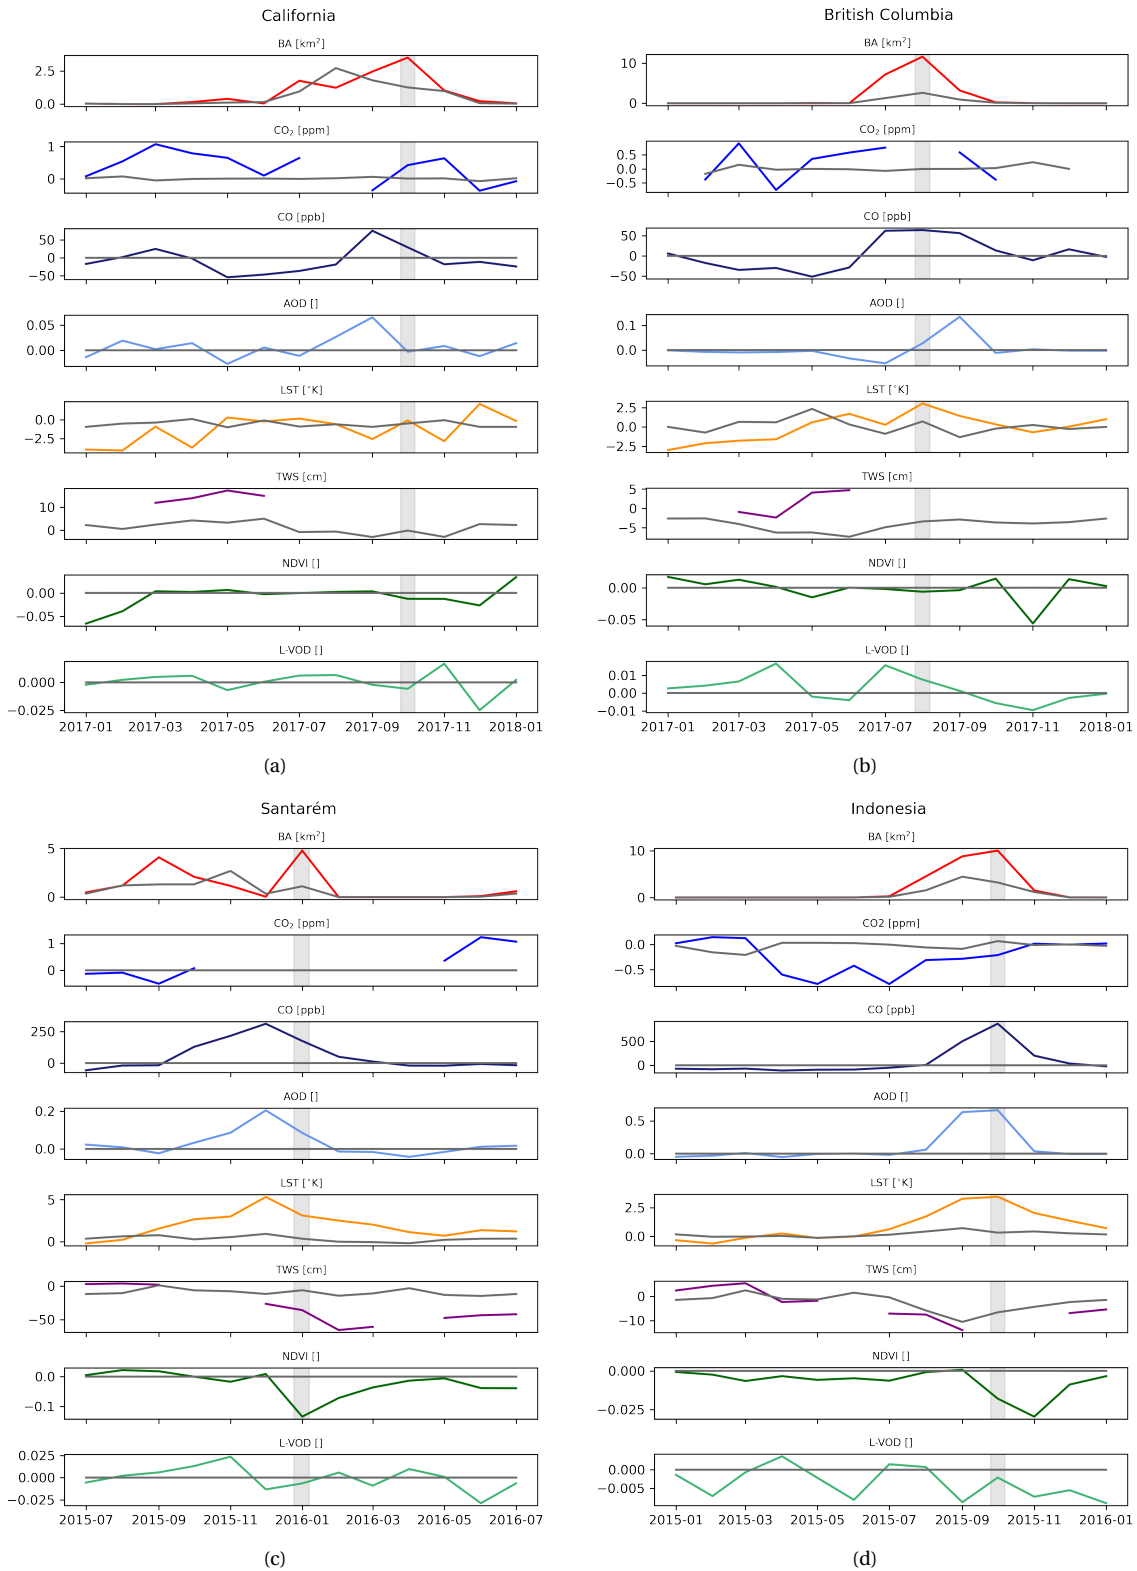 California
BA [km²]
2.5
0.0
CO₂ [ppm]
1
0
CO [ppb]
50
0
−50
AOD []
0.05
0.00
LST [°K]
0.0
−2.5
TWS [cm]
10
0
NDVI []
0.00
−0.05
L-VOD []
0.000
−0.025
2017-01 2017-03 2017-05 2017-07 2017-09 2017-11 2018-01
(a)
British Columbia
BA [km²]
10
0
CO₂ [ppm]
0.5
0.0
−0.5
CO [ppb]
50
0
−50
AOD []
0.1
0.0
LST [°K]
2.5
0.0
−2.5
TWS [cm]
5
0
−5
NDVI []
0.00
−0.05
L-VOD []
0.01
0.00
−0.01
2017-01 2017-03 2017-05 2017-07 2017-09 2017-11 2018-01
(b)
Santarém
BA [km²]
5
0
CO₂ [ppm]
1
0
CO [ppb]
250
0
AOD []
0.2
0.0
LST [°K]
5
0
TWS [cm]
0
−50
NDVI []
0.0
−0.1
L-VOD []
0.025
0.000
−0.025
2015-07 2015-09 2015-11 2016-01 2016-03 2016-05 2016-07
(c)
Indonesia
BA [km²]
10
0
CO2 [ppm]
0.0
−0.5
CO [ppb]
500
0
AOD []
0.5
0.0
LST [°K]
2.5
0.0
TWS [cm]
0
−10
NDVI []
0.000
−0.025
L-VOD []
0.000
−0.005
2015-01 2015-03 2015-05 2015-07 2015-09 2015-11 2016-01
(d)